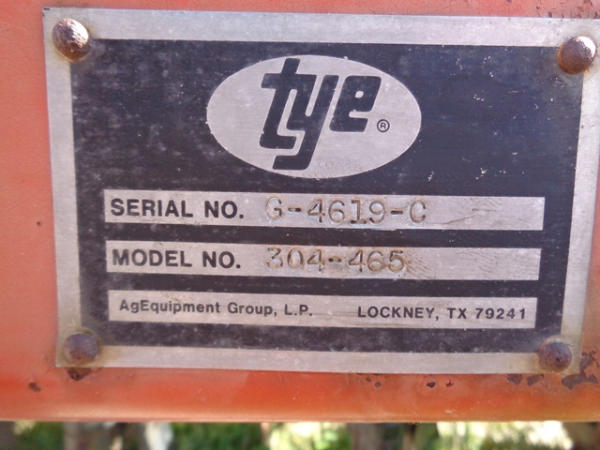 tye ®
SERIAL NO. G-4619-C
MODEL NO. 304-465
AgEquipment Group, L.P. LOCKNEY, TX 79241